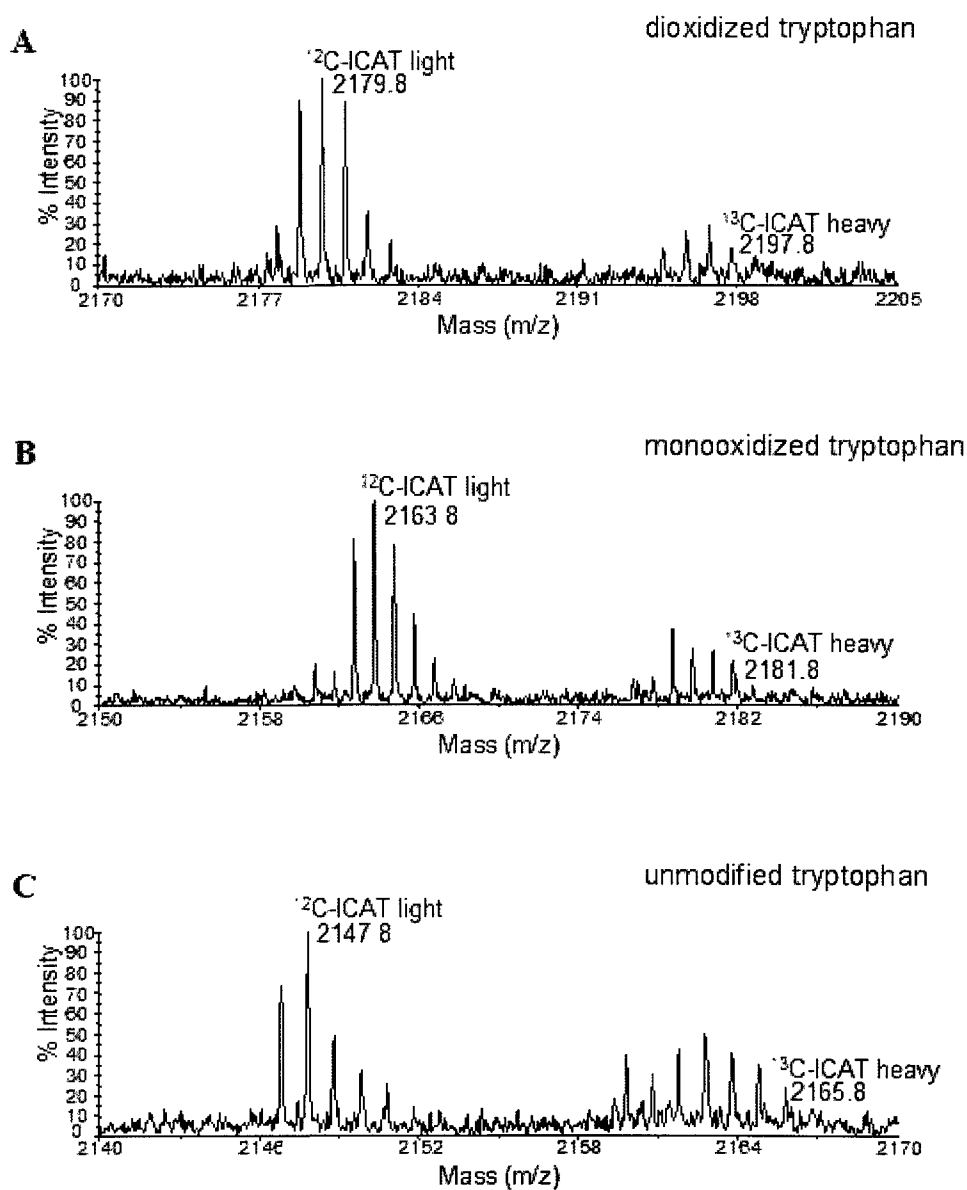 A
dioxidized tryptophan
12C-ICAT light
2179.8
100
90
80
70
60
50
40
30
20
10
0
% Intensity
13C-ICAT heavy
2197.8
2170 2177 2184 2191 2198 2205
Mass (m/z)
B
monooxidized tryptophan
12C-ICAT light
2163 8
100
90
80
70
60
50
40
30
20
10
0
% Intensity
13C-ICAT heavy
2181.8
2150 2158 2166 2174 2182 2190
Mass (m/z)
C
unmodified tryptophan
12C-ICAT light
2147 8
100
90
80
70
60
50
40
30
20
10
0
% Intensity
13C-ICAT heavy
2165.8
2140 2146 2152 2158 2164 2170
Mass (m/z)